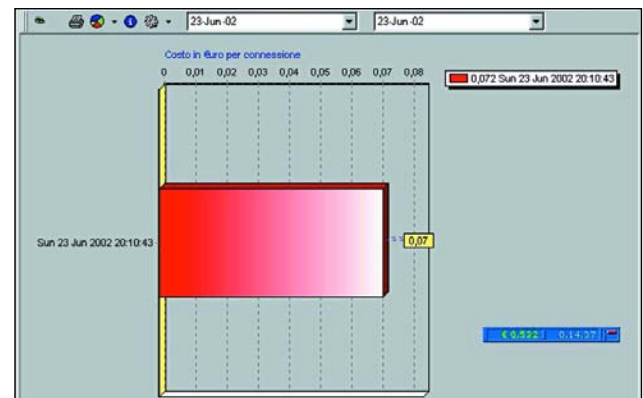 23-Jun-02 23-Jun-02
Costo in €uro per connessione
0 0,01 0,02 0,03 0,04 0,05 0,06 0,07 0,08
0,072 Sun 23 Jun 2002 20:10:43
Sun 23 Jun 2002 20:10:43
0,07
€ 0.522 0.14.37